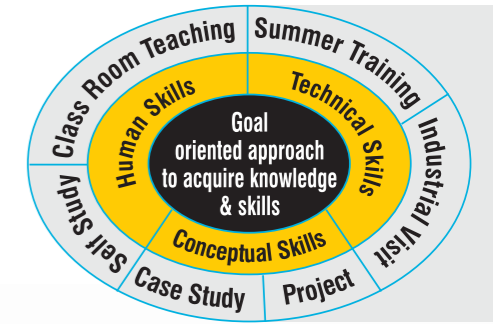 Class Room Teaching
Summer Training
Industrial Visit
Project
Case Study
Self Study
Human Skills
Technical Skills
Conceptual Skills
Goal
oriented approach
to acquire knowledge
& skills